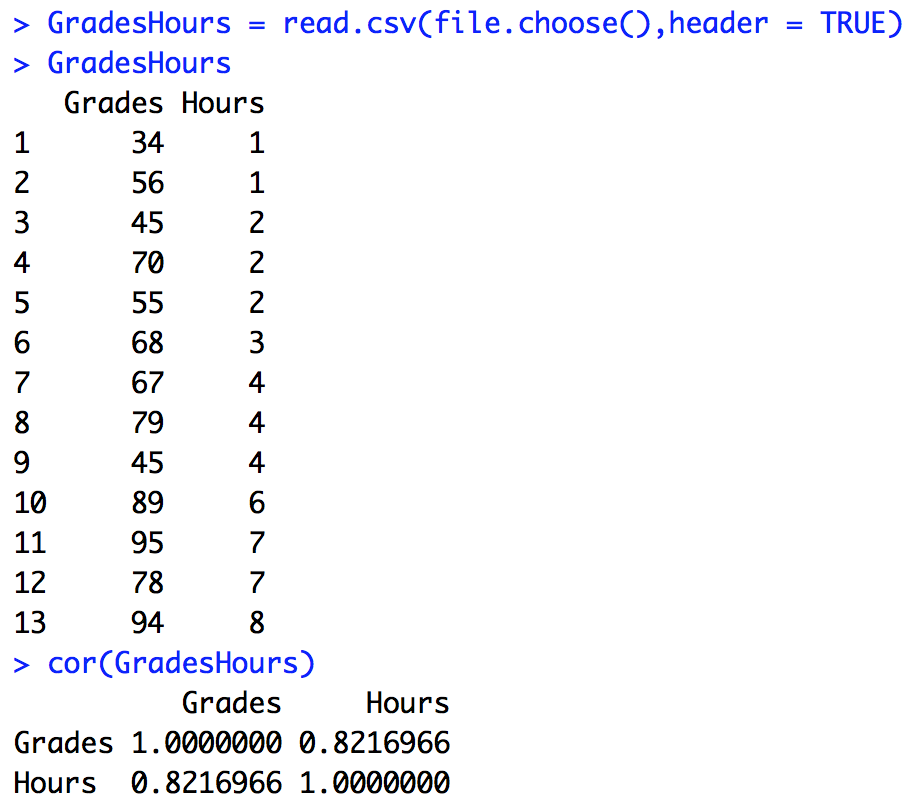 > GradesHours = read.csv(file.choose(),header = TRUE)
> GradesHours
Grades Hours
1 34 1
2 56 1
3 45 2
4 70 2
5 55 2
6 68 3
7 67 4
8 79 4
9 45 4
10 89 6
11 95 7
12 78 7
13 94 8
> cor(GradesHours)
Grades Hours
Grades 1.0000000 0.8216966
Hours 0.8216966 1.0000000